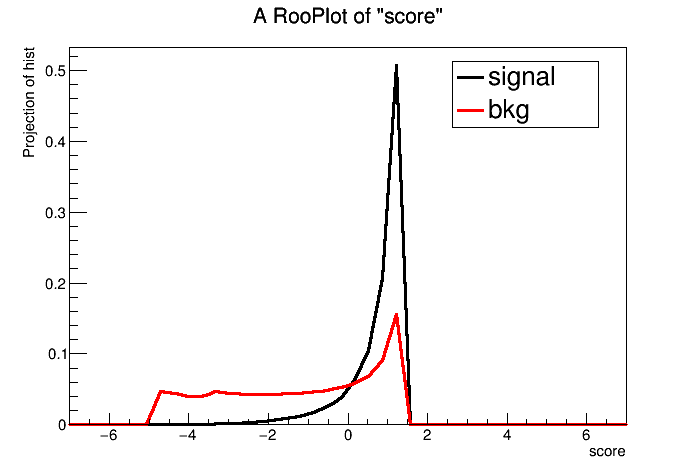 A RooPlot of "score"
Projection of hist
0.5
0.4
0.3
0.2
0.1
0
signal
bkg
−6 −4 −2 0 2 4 6
score